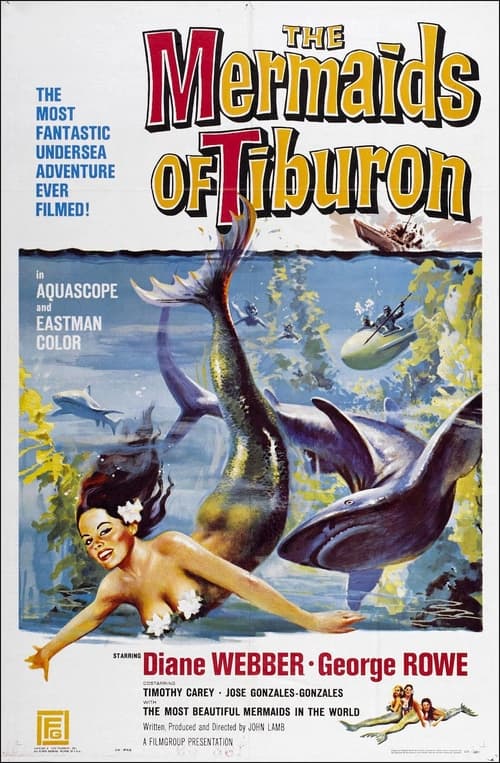 THE
Mermaids
OF Tiburon
THE
MOST
FANTASTIC
UNDERSEA
ADVENTURE
EVER
FILMED!
in
AQUASCOPE
and
EASTMAN
COLOR
STARRING Diane WEBBER · George ROWE
COSTARRING
TIMOTHY CAREY · JOSE GONZALES-GONZALES
WITH
THE MOST BEAUTIFUL MERMAIDS IN THE WORLD
Written, Produced and Directed by JOHN LAMB
A FILMGROUP PRESENTATION
FG